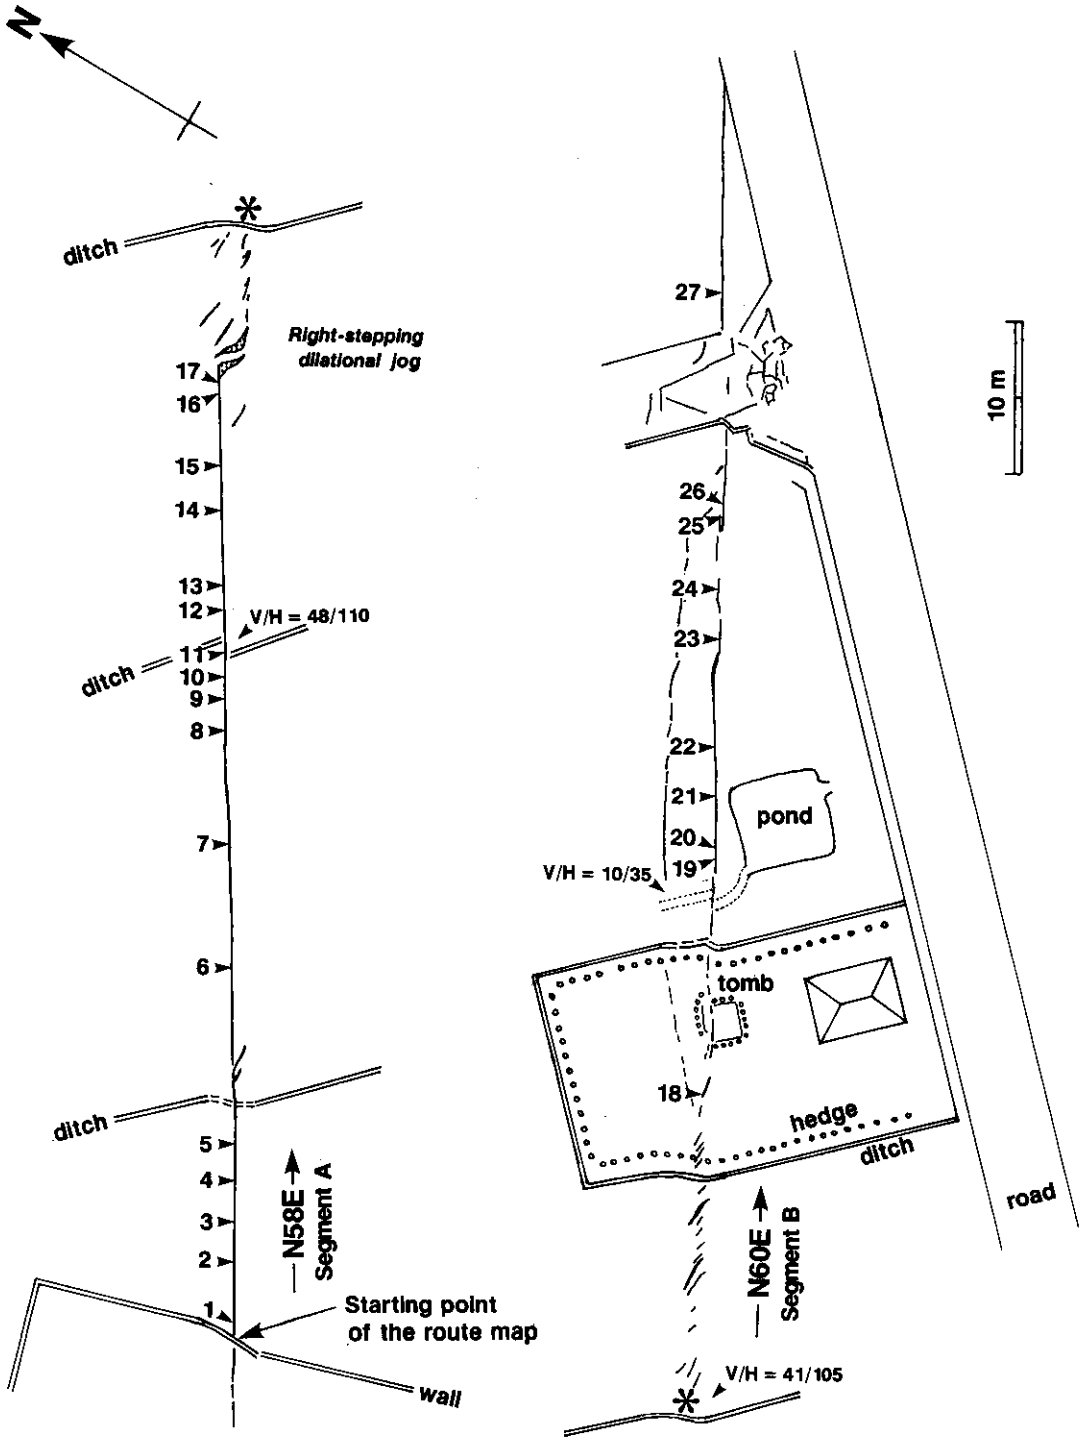 N
ditch
Right-stepping
dilational jog
17
16
15
14
13
12
V/H = 48/110
11
ditch
10
9
8
7
6
ditch
5
4
3
2
1
N58E
Segment A
Starting point
of the route map
wall
27
10 m
26
25
24
23
22
21
pond
20
19
V/H = 10/35
tomb
18
hedge
ditch
road
N60E
Segment B
V/H = 41/105